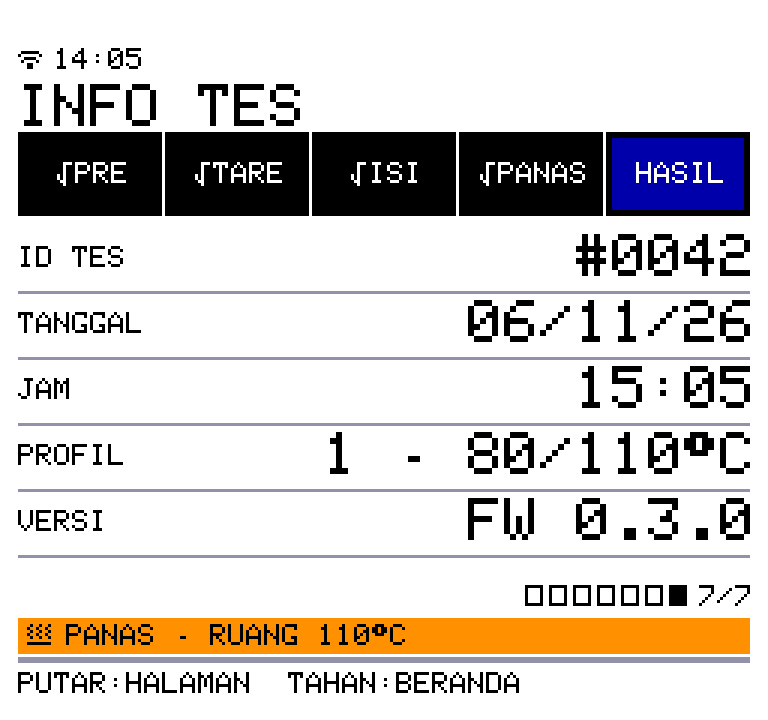 14:05
INFO TES
√PRE √TARE √ISI √PANAS HASIL
ID TES #0042
TANGGAL 06/11/26
JAM 15:05
PROFIL 1 - 80/110°C
VERSI FW 0.3.0
7/7
PANAS - RUANG 110°C
PUTAR:HALAMAN TAHAN:BERANDA